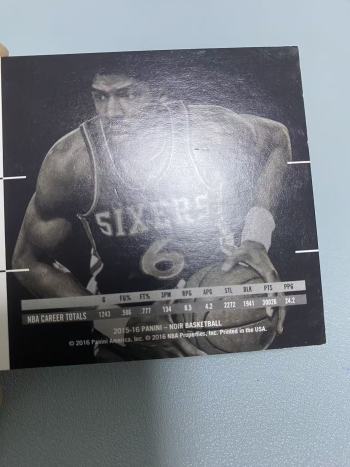 SIXERS
6
G FG% FT% 3PM RPG APG STL BLK PTS PPG
NBA CAREER TOTALS 1243 .506 .777 134 8.5 4.2 2272 1941 30026 24.2
2015-16 PANINI – NOIR BASKETBALL
© 2016 Panini America, Inc. © 2016 NBA Properties, Inc. Printed in the USA.